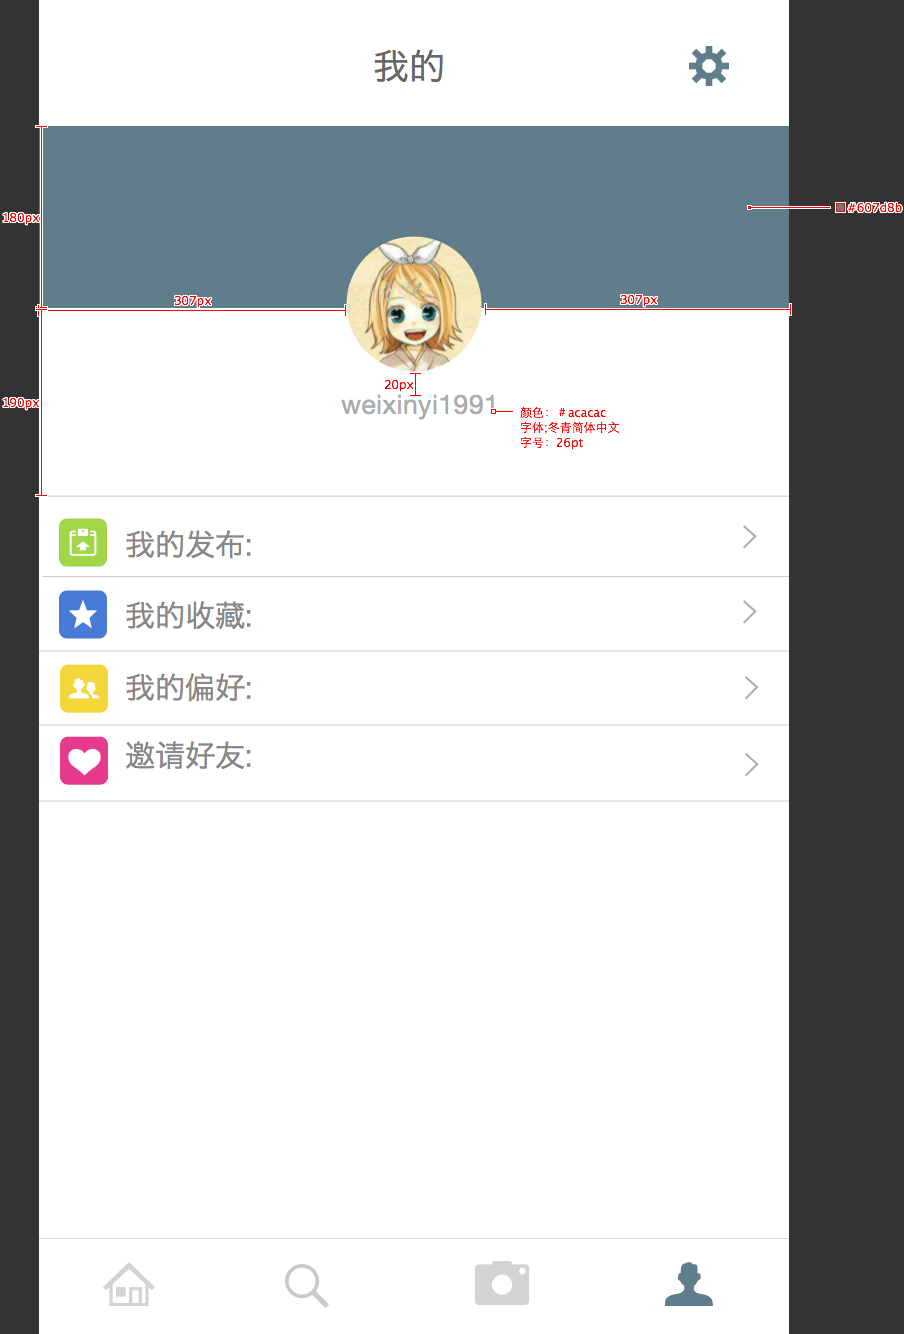 我的
180px
#607d8b
307px
307px
20px
190px
weixinyi1991
颜色：#acacac
字体;冬青简体中文
字号：26pt
我的发布:
我的收藏:
我的偏好:
邀请好友: